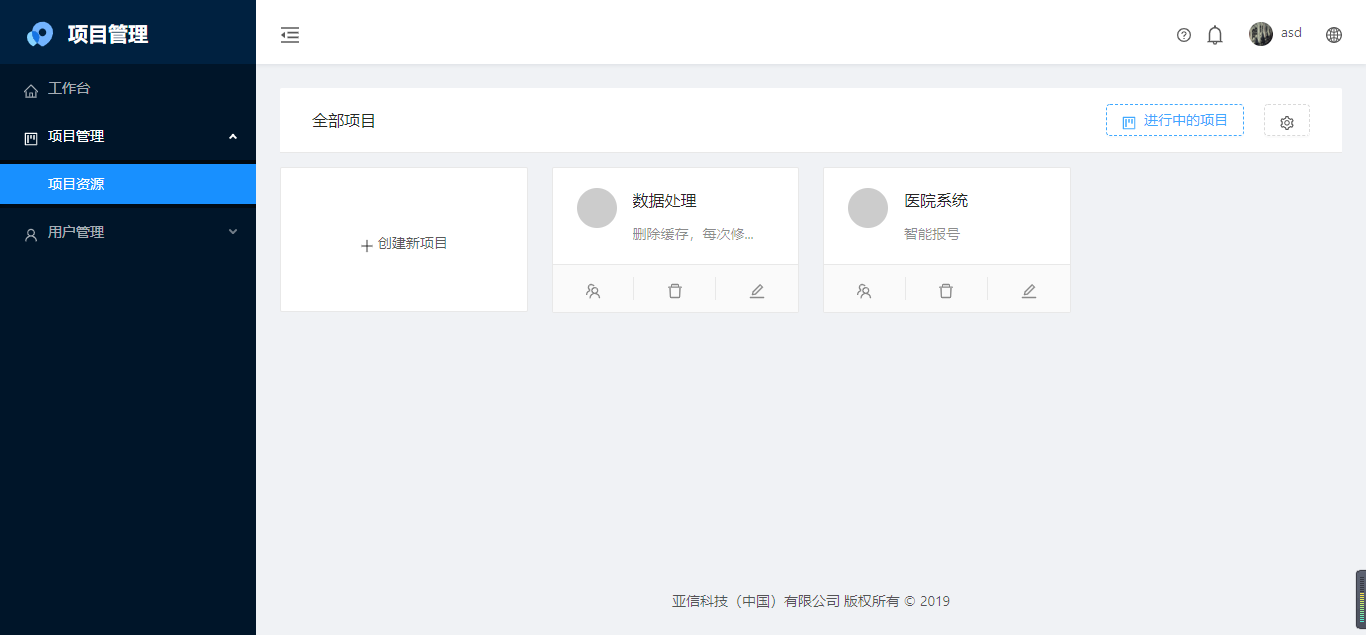 项目管理
asd
工作台
项目管理
项目资源
用户管理
全部项目
进行中的项目
创建新项目
数据处理
删除缓存，每次修...
医院系统
智能报号
亚信科技（中国）有限公司 版权所有 © 2019